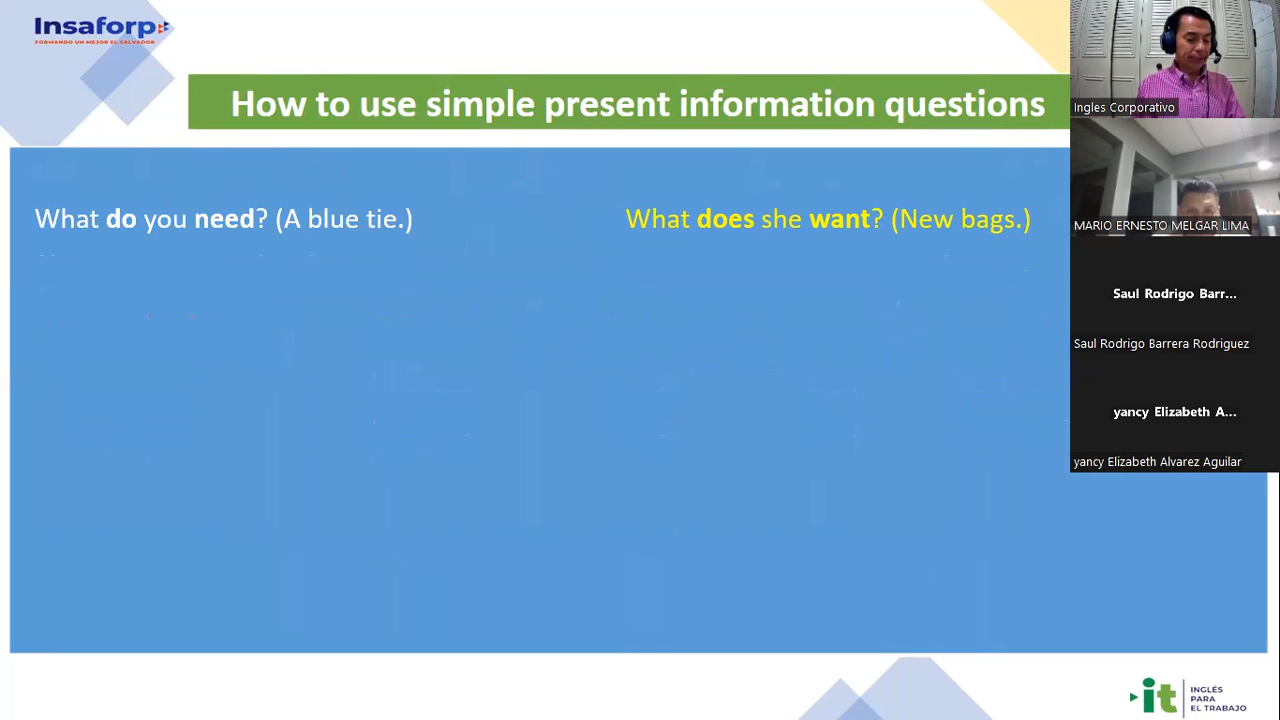 Insaforp
FORMANDO UN MEJOR EL SALVADOR
How to use simple present information questions
What do you need? (A blue tie.)
What does she want? (New bags.)
Ingles Corporativo
MARIO ERNESTO MELGAR LIMA
Saul Rodrigo Barr...
Saul Rodrigo Barrera Rodriguez
yancy Elizabeth A...
yancy Elizabeth Alvarez Aguilar
it
INGLÉS
PARA
EL TRABAJO